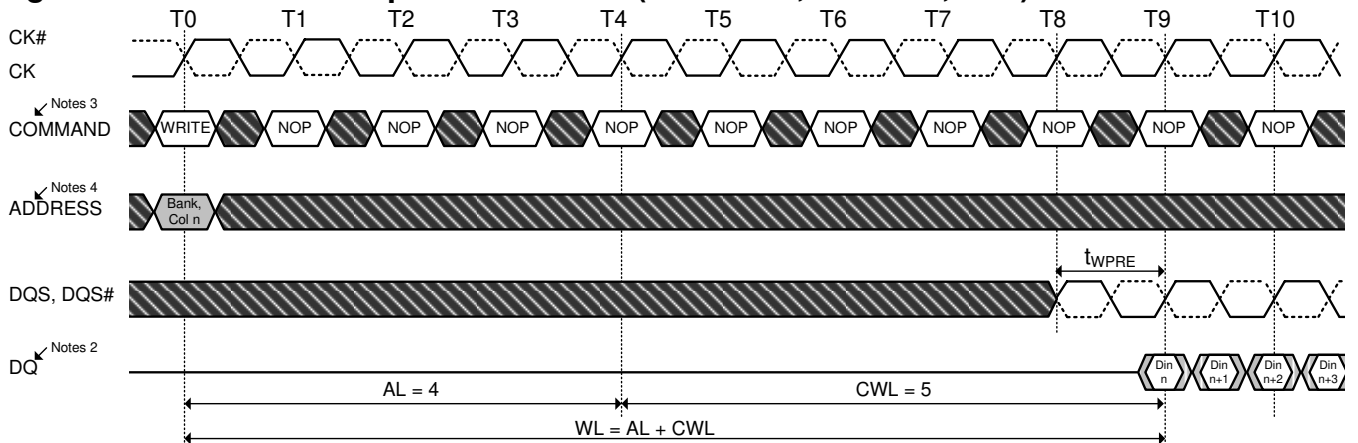 T0 T1 T2 T3 T4 T5 T6 T7 T8 T9 T10
CK#
CK
Notes 3
COMMAND WRITE NOP NOP NOP NOP NOP NOP NOP NOP NOP NOP
Notes 4
ADDRESS Bank,
Col n
tWPRE
DQS, DQS#
Notes 2
DQ Din Din Din Din
n n+1 n+2 n+3
AL = 4 CWL = 5
WL = AL + CWL